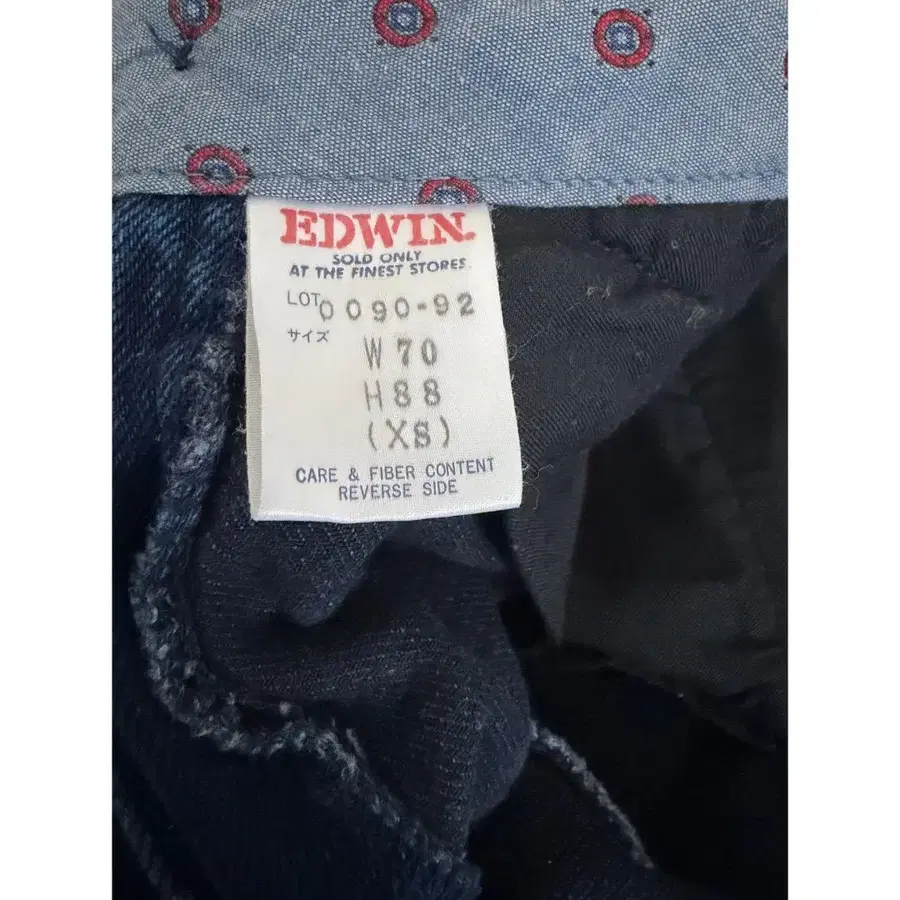 EDWIN.
SOLD ONLY
AT THE FINEST STORES.
LOT 0090-92
サイズ
W70
H88
(XS)
CARE & FIBER CONTENT
REVERSE SIDE